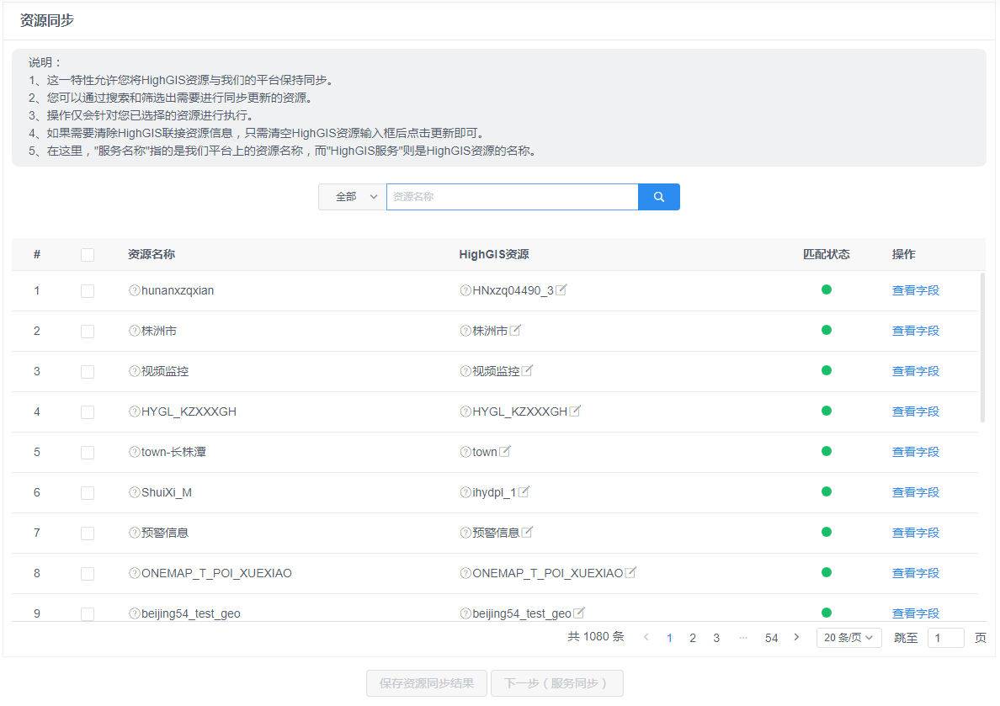 资源同步
说明：
1、这一特性允许您将HighGIS资源与我们的平台保持同步。
2、您可以通过搜索和筛选出需要进行同步更新的资源。
3、操作仅会针对您已选择的资源进行执行。
4、如果需要清除HighGIS联接资源信息，只需清空HighGIS资源输入框后点击更新即可。
5、在这里，"服务名称"指的是我们平台上的资源名称，而"HighGIS服务"则是HighGIS资源的名称。
全部 资源名称
# 资源名称 HighGIS资源 匹配状态 操作
1 hunanxzqxian HNxzq04490_3 查看字段
2 株洲市 株洲市 查看字段
3 视频监控 视频监控 查看字段
4 HYGL_KZXXXGH HYGL_KZXXXGH 查看字段
5 town-长株潭 town 查看字段
6 ShuiXi_M ihydpl_1 查看字段
7 预警信息 预警信息 查看字段
8 ONEMAP_T_POI_XUEXIAO ONEMAP_T_POI_XUEXIAO 查看字段
9 beijing54_test_geo beijing54_test_geo 查看字段
共 1080 条 1 2 3 ··· 54 20 条/页 跳至 1 页
保存资源同步结果 下一步（服务同步）